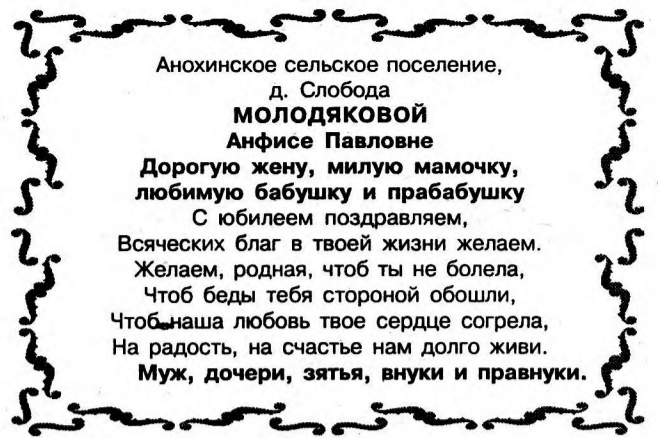 Анохинское сельское поселение,
д. Слобода
МОЛОДЯКОВОЙ
Анфисе Павловне
Дорогую жену, милую мамочку,
любимую бабушку и прабабушку
С юбилеем поздравляем,
Всяческих благ в твоей жизни желаем.
Желаем, родная, чтоб ты не болела,
Чтоб беды тебя стороной обошли,
Чтоб наша любовь твое сердце согрела,
На радость, на счастье нам долго живи.
Муж, дочери, зятья, внуки и правнуки.